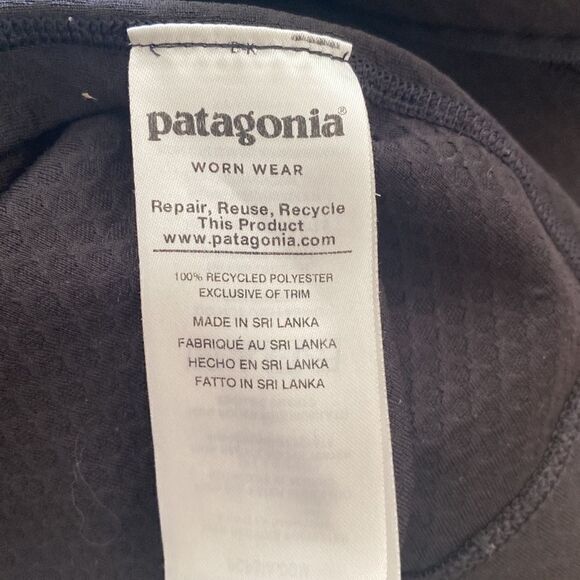 patagonia®
WORN WEAR
Repair, Reuse, Recycle
This Product
www.patagonia.com
100% RECYCLED POLYESTER
EXCLUSIVE OF TRIM
MADE IN SRI LANKA
FABRIQUÉ AU SRI LANKA
HECHO EN SRI LANKA
FATTO IN SRI LANKA